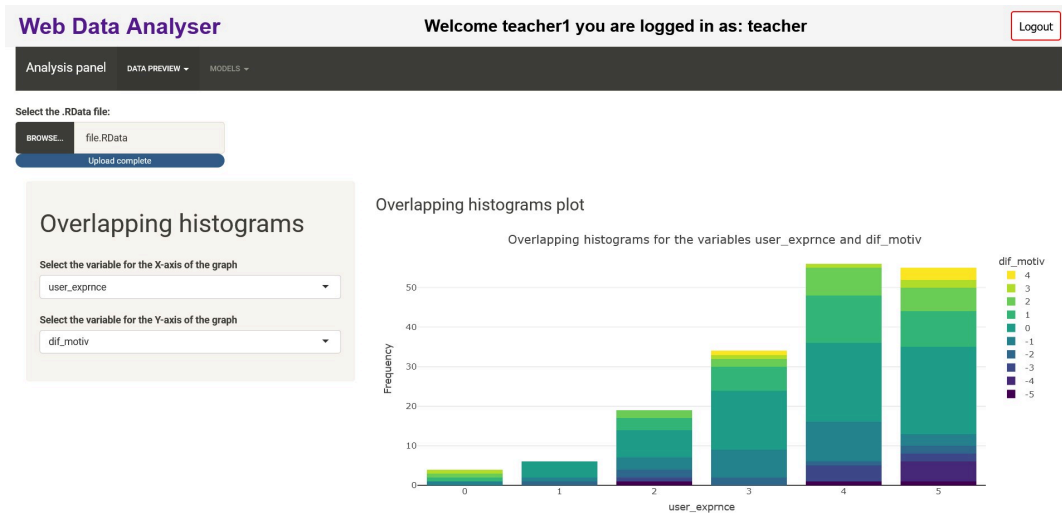 Web Data Analyser
Welcome teacher1 you are logged in as: teacher
Logout
Analysis panel
DATA PREVIEW
MODELS
Select the .RData file:
BROWSE...
file.RData
Upload complete
Overlapping histograms
Select the variable for the X-axis of the graph
user_exprnce
Select the variable for the Y-axis of the graph
dif_motiv
Overlapping histograms plot
Overlapping histograms for the variables user_exprnce and dif_motiv
dif_motiv
4
3
2
1
0
-1
-2
-3
-4
-5
Frequency
50
40
30
20
10
0
0 1 2 3 4 5
user_exprnce